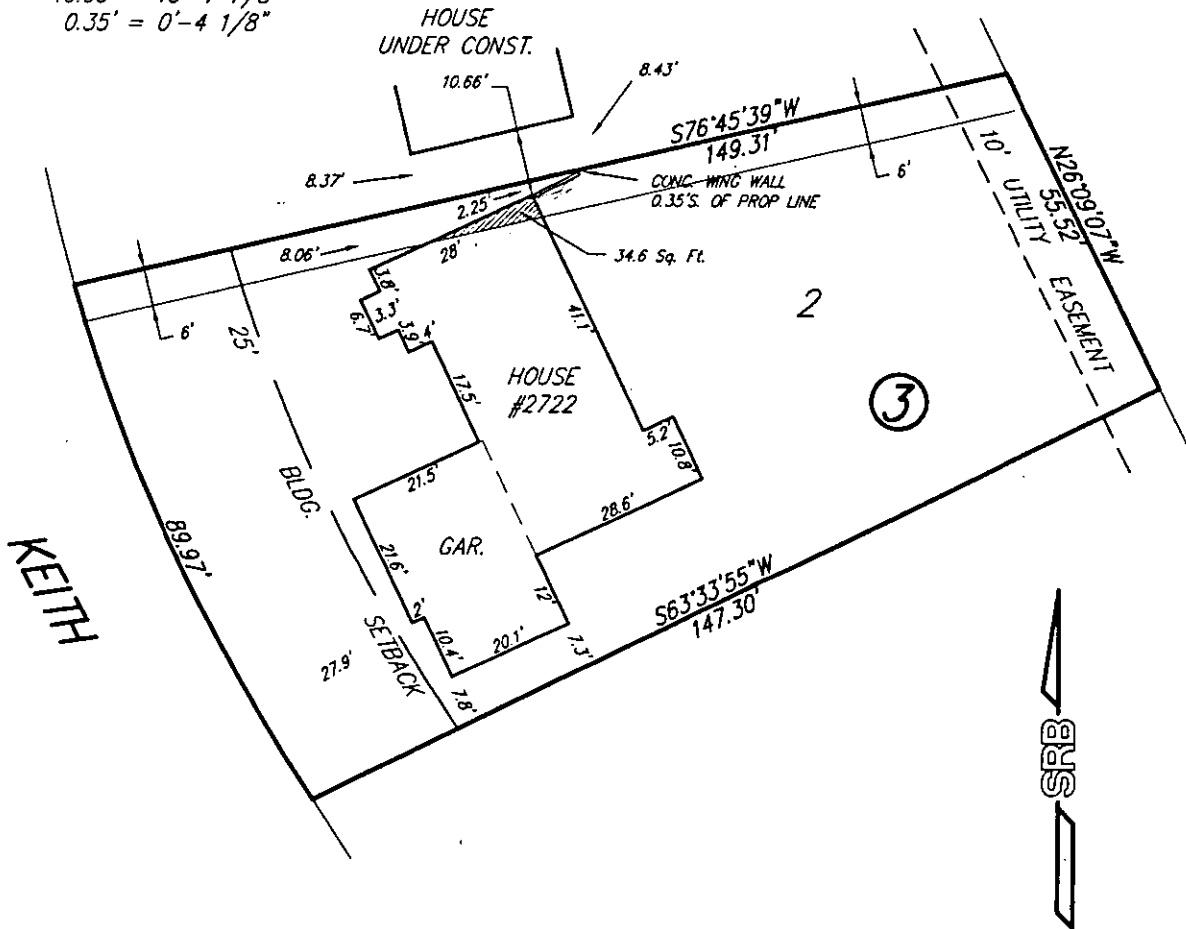 0.35' = 0'-4 1/8"
HOUSE
UNDER CONST.
10.66'
8.43'
S76°45'39"W
149.31'
6'
10'
UTILITY
EASEMENT
N26°09'07"W
55.52'
8.37'
2.25'
CONC. WING WALL
0.35'S. OF PROP LINE
8.06'
28'
34.6 Sq. Ft.
6'
25'
BLDG.
SETBACK
3.8'
3.3'
6.7'
3.9'
4'
17.5'
41.1'
2
3
HOUSE
#2722
5.2'
10.8'
21.5'
28.6'
GAR.
21.6'
2'
10.4'
20.1'
12'
7.3'
7.8'
27.9'
89.97'
KEITH
S63°33'55"W
147.30'
SRB